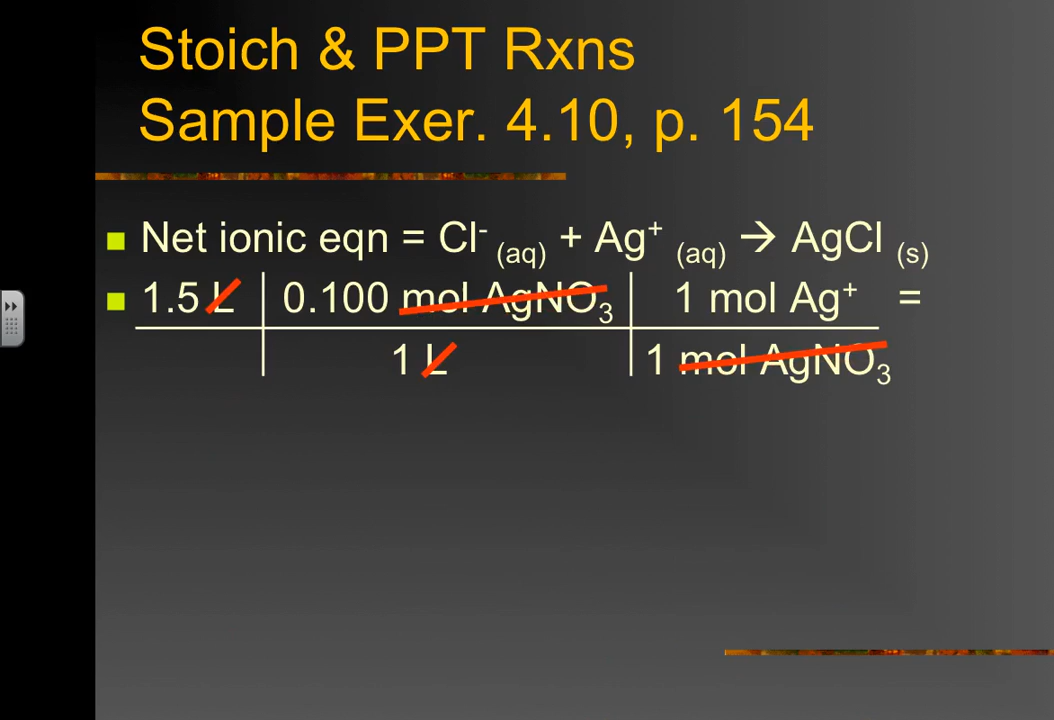 Stoich & PPT Rxns
Sample Exer. 4.10, p. 154
Net ionic eqn = Cl⁻ (aq) + Ag⁺ (aq) → AgCl (s)
1.5 L 0.100 mol AgNO₃ 1 mol Ag⁺ =
1 L 1 mol AgNO₃